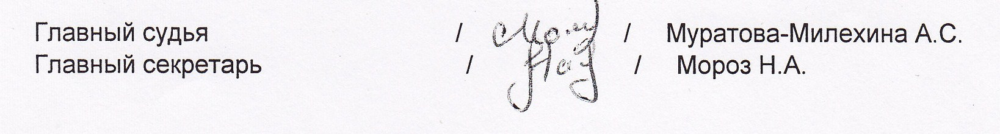 Главный судья / / Муратова-Милехина А.С.
Главный секретарь / / Мороз Н.А.